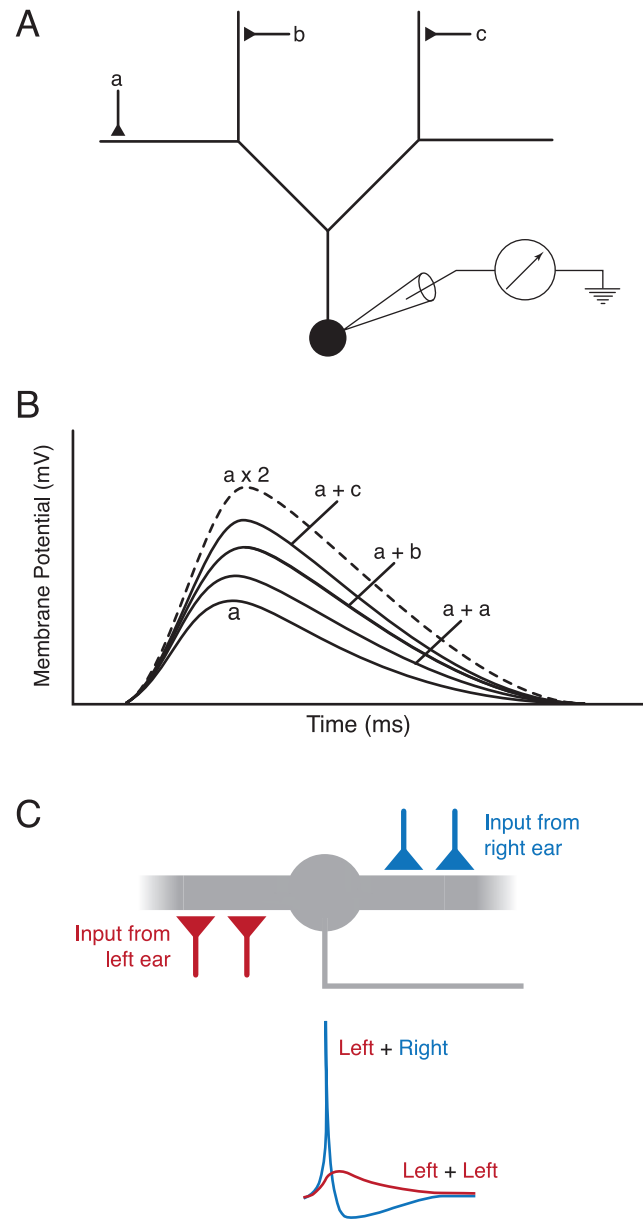 A
a
b
c
B
Membrane Potential (mV)
a x 2
a + c
a + b
a + a
a
Time (ms)
C
Input from
right ear
Input from
left ear
Left + Right
Left + Left